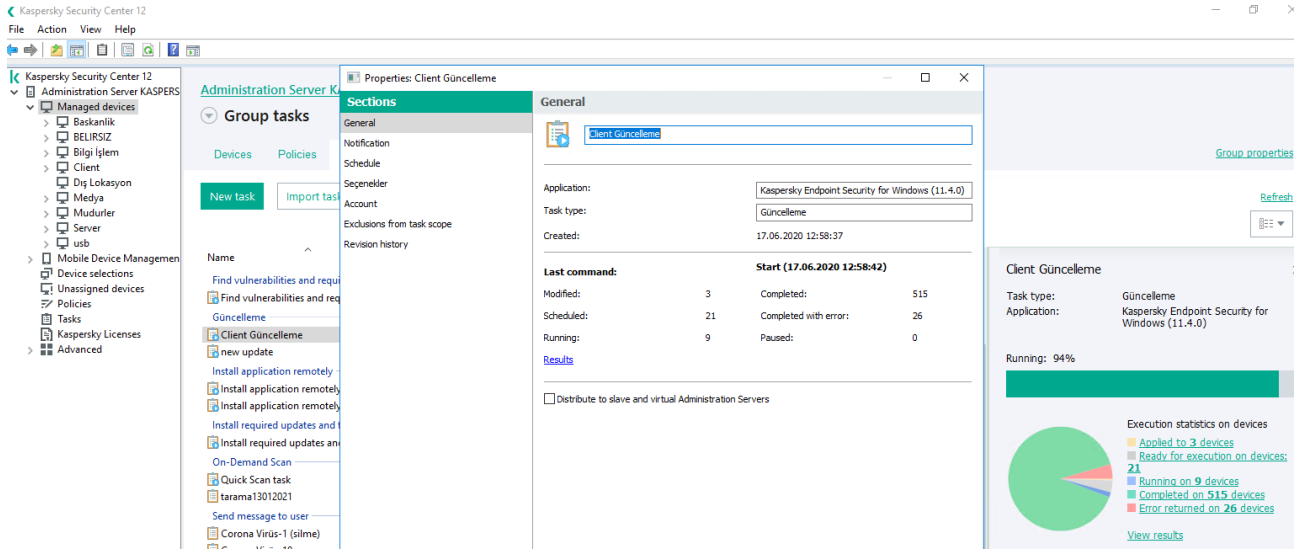 Kaspersky Security Center 12
File Action View Help
Kaspersky Security Center 12
Administration Server KASPERS
Managed devices
Baskanlik
BELIRSIZ
Bilgi İşlem
Client
Dış Lokasyon
Medya
Mudurler
Server
usb
Mobile Device Managemen
Device selections
Unassigned devices
Policies
Tasks
Kaspersky Licenses
Advanced
Administration Server KA
Group tasks
Devices Policies
New task Import task
Name
Find vulnerabilities and requi
Find vulnerabilities and req
Güncelleme
Client Güncelleme
new update
Install application remotely
Install application remotely
Install application remotely
Install required updates and f
Install required updates and
On-Demand Scan
Quick Scan task
tarama13012021
Send message to user
Corona Virüs-1 (silme)
Properties: Client Güncelleme
Sections
General
Notification
Schedule
Seçenekler
Account
Exclusions from task scope
Revision history
General
Client Güncelleme
Application: Kaspersky Endpoint Security for Windows (11.4.0)
Task type: Güncelleme
Created: 17.06.2020 12:58:37
Last command: Start (17.06.2020 12:58:42)
Modified: 3 Completed: 515
Scheduled: 21 Completed with error: 26
Running: 9 Paused: 0
Results
Distribute to slave and virtual Administration Servers
Group properties
Refresh
Client Güncelleme
Task type: Güncelleme
Application: Kaspersky Endpoint Security for
Windows (11.4.0)
Running: 94%
Execution statistics on devices
Applied to 3 devices
Ready for execution on devices:
21
Running on 9 devices
Completed on 515 devices
Error returned on 26 devices
View results